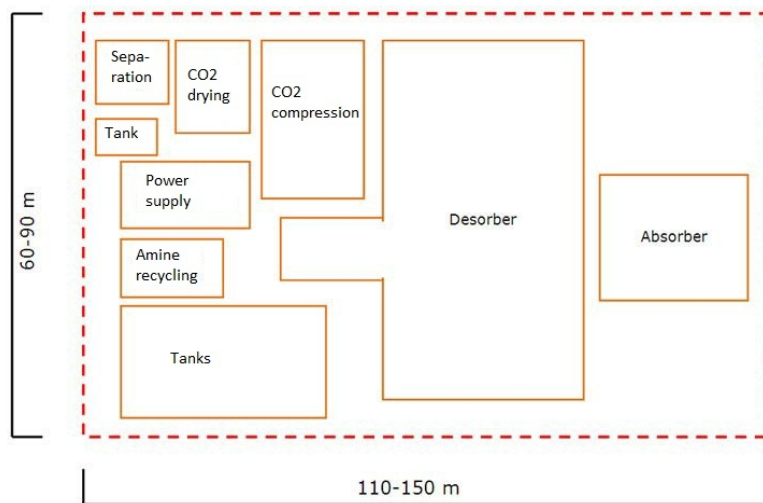 Sepa-
ration
CO2
drying
CO2
compression
Tank
Power
supply
Desorber
Absorber
Amine
recycling
Tanks
60-90 m
110-150 m